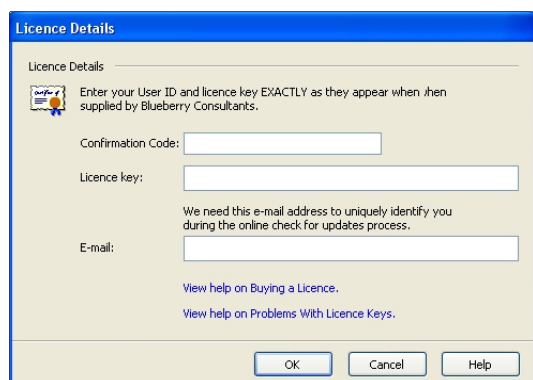 Licence Details
Licence Details
Enter your User ID and licence key EXACTLY as they appear when /hen
supplied by Blueberry Consultants.
Confirmation Code:
Licence key:
We need this e-mail address to uniquely identify you
during the online check for updates process.
E-mail:
View help on Buying a Licence.
View help on Problems With Licence Keys.
OK Cancel Help